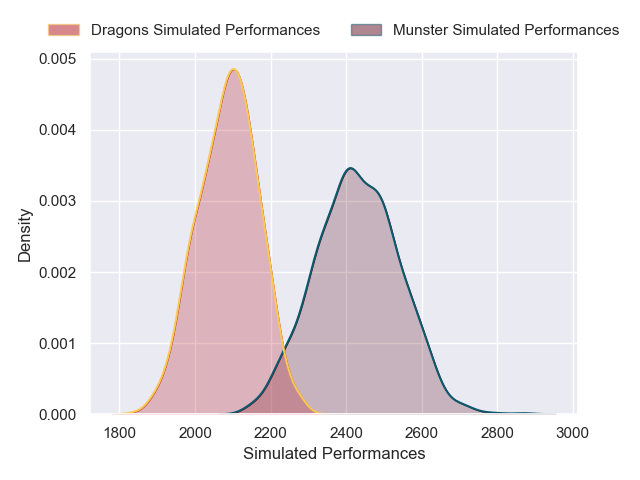 Dragons Simulated Performances Munster Simulated Performances
0.005
0.004
0.003
0.002
0.001
0.000
Density
1800 2000 2200 2400 2600 2800 3000
Simulated Performances